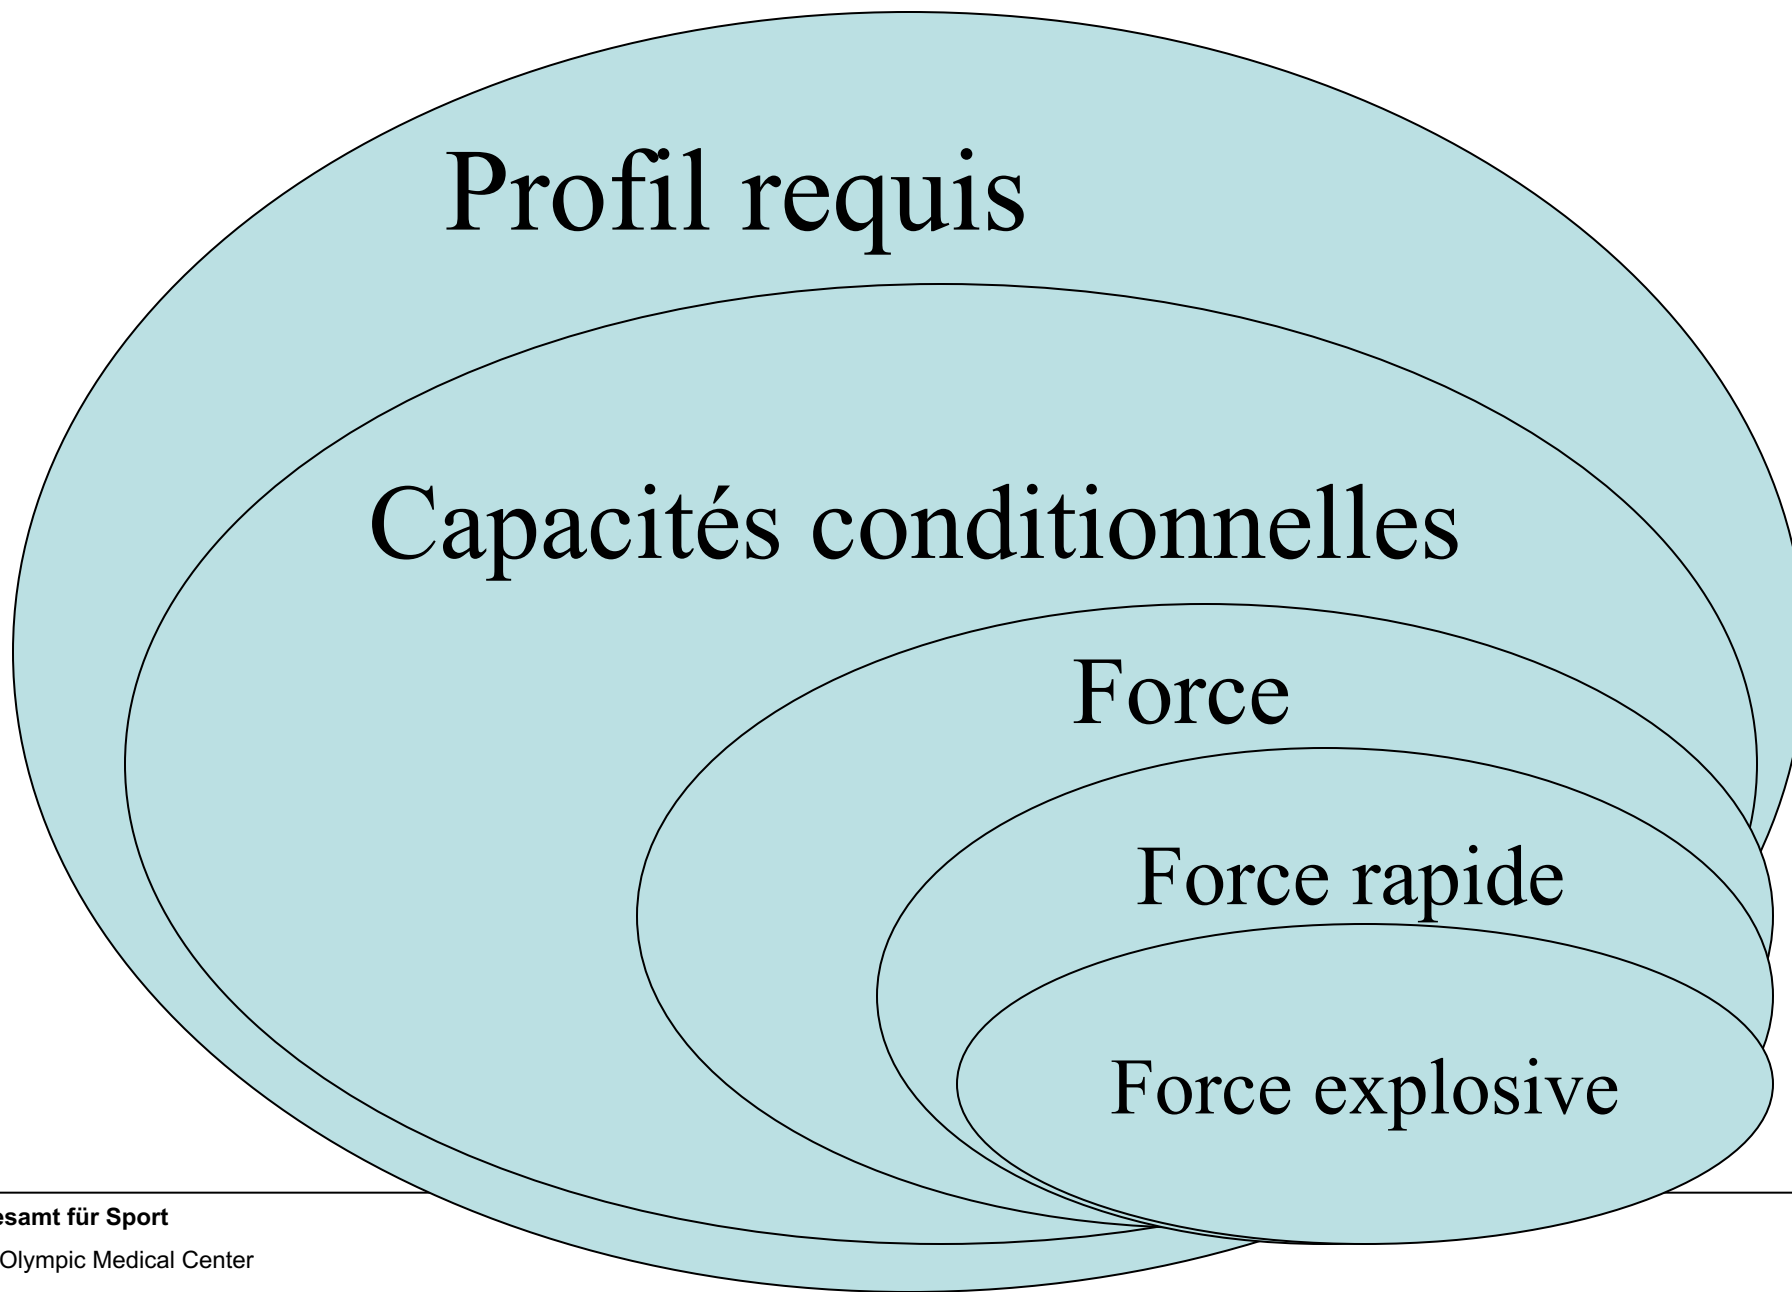 Profil requis
Capacités conditionnelles
Force
Force rapide
Force explosive
esamt für Sport
Olympic Medical Center